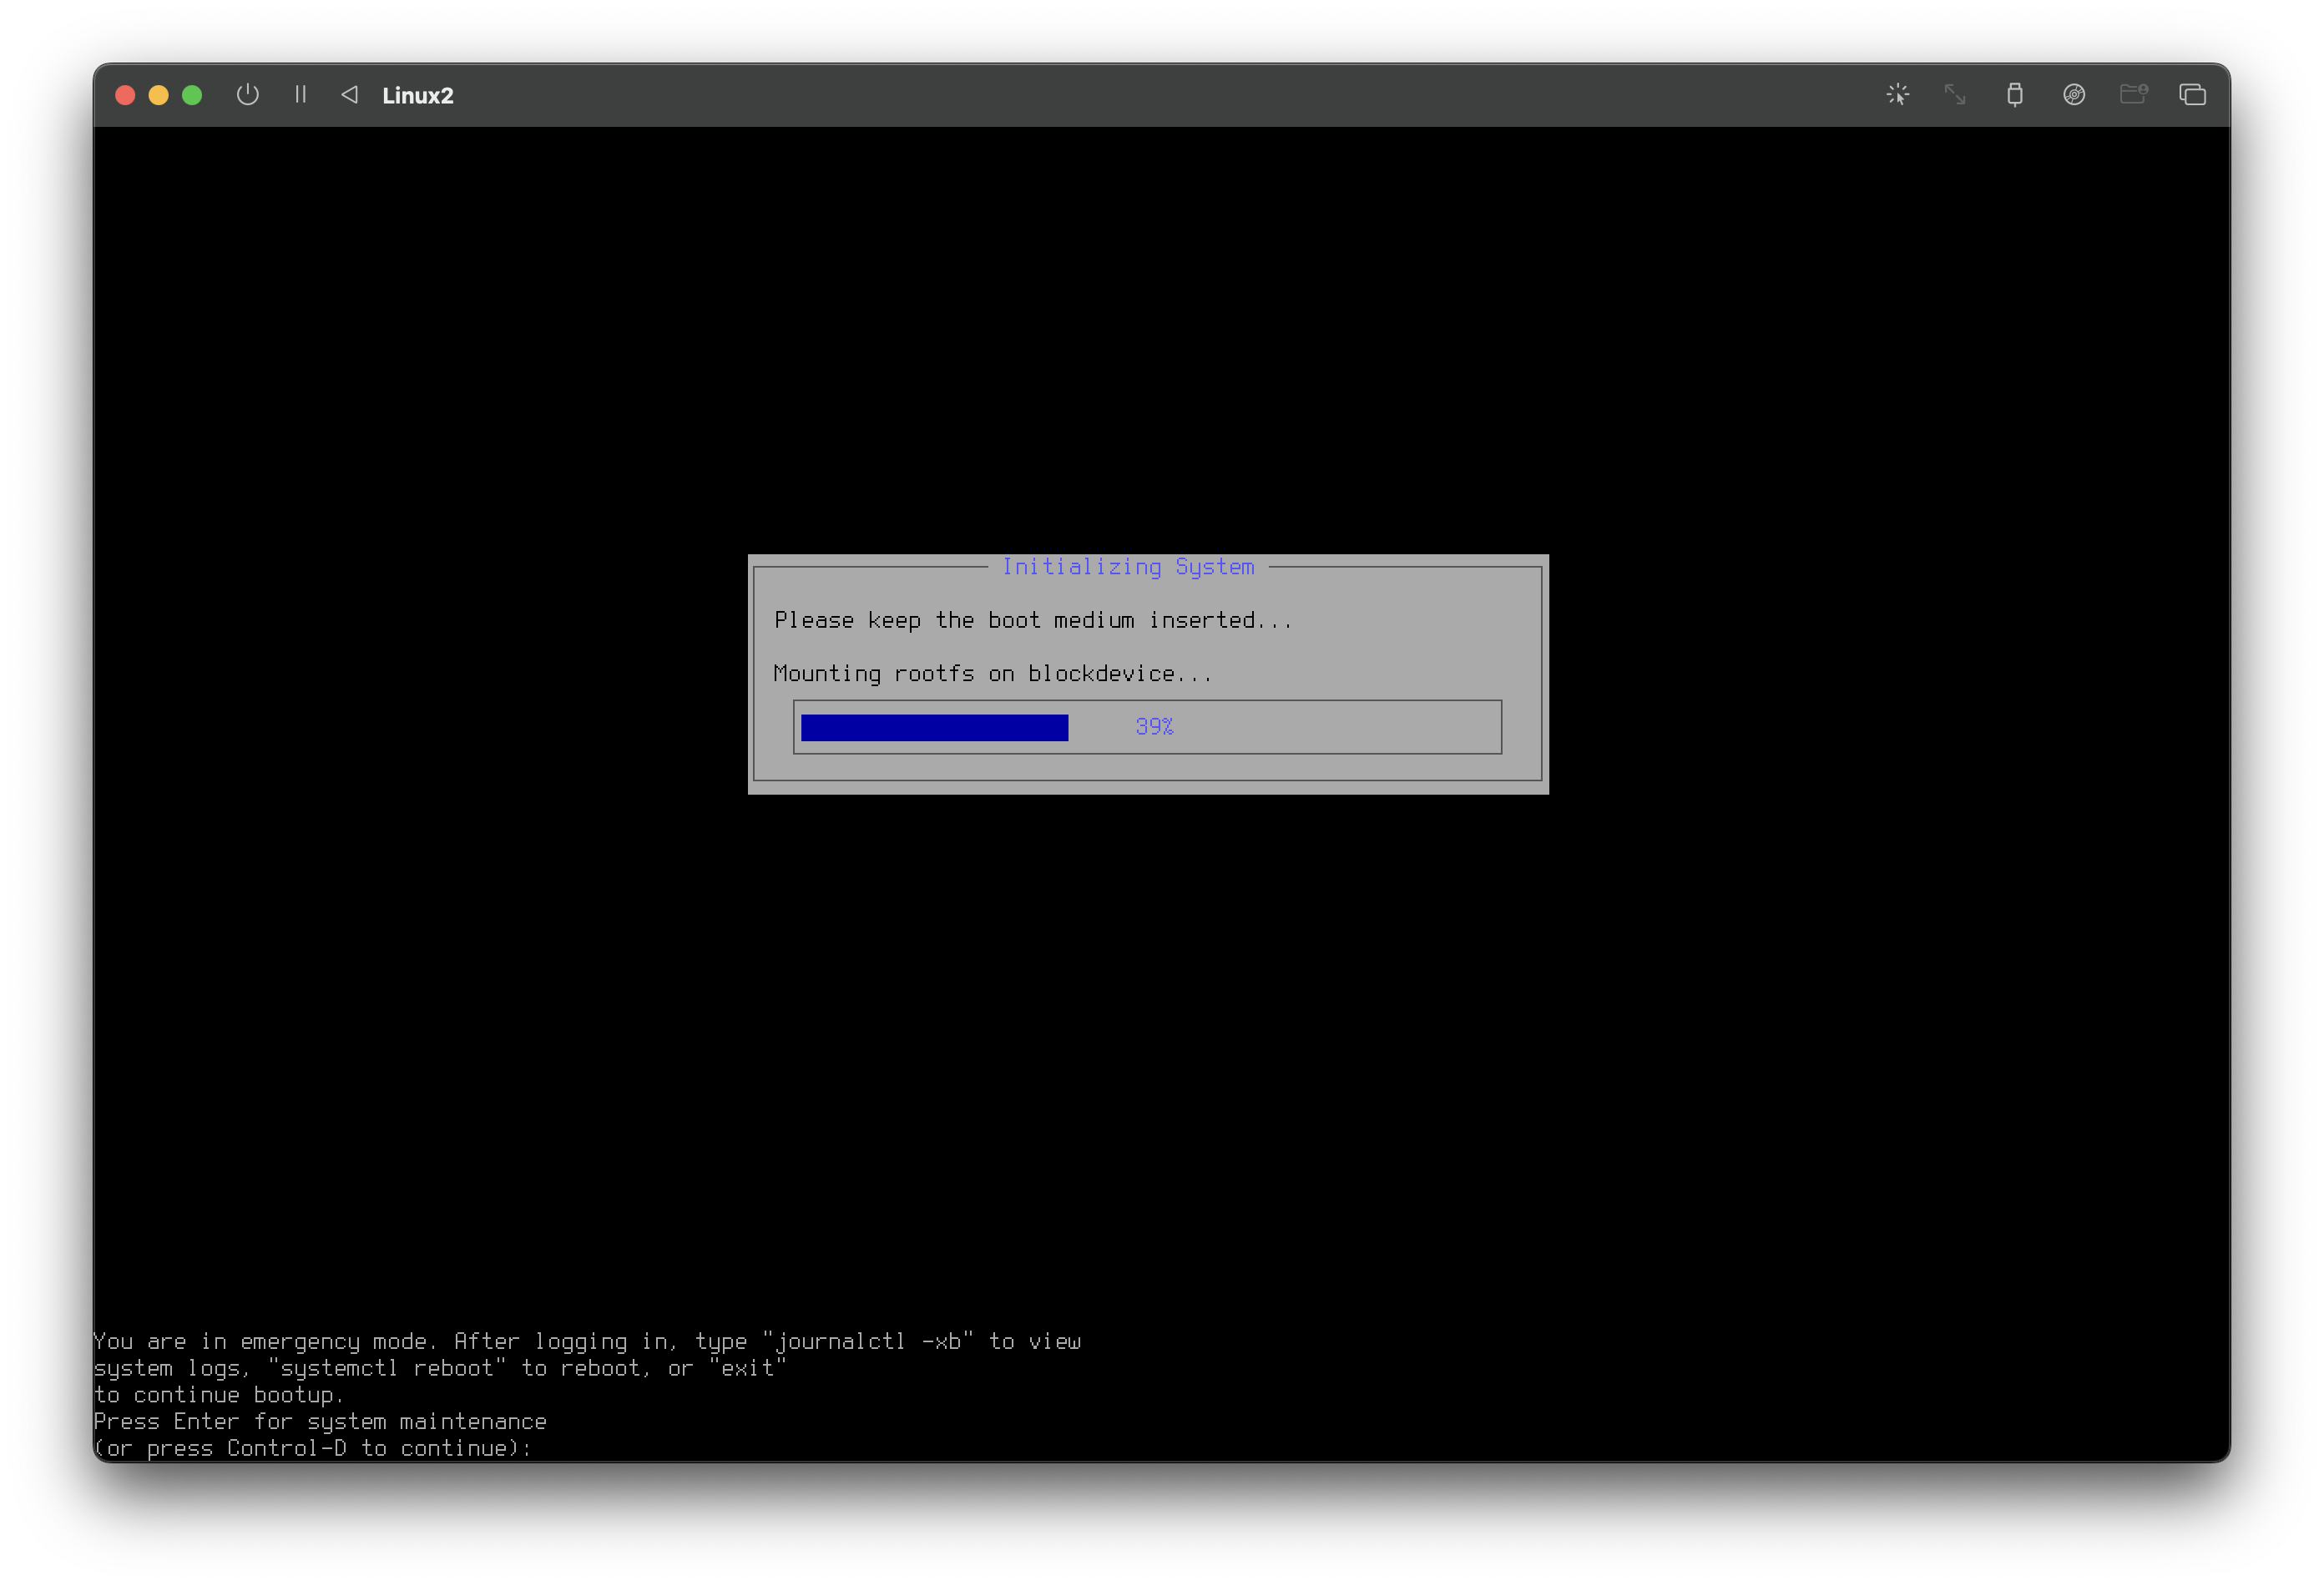 Linux2
Initializing System
Please keep the boot medium inserted...
Mounting rootfs on blockdevice...
39%
You are in emergency mode. After logging in, type "journalctl -xb" to view
system logs, "systemctl reboot" to reboot, or "exit"
to continue bootup.
Press Enter for system maintenance
(or press Control-D to continue):